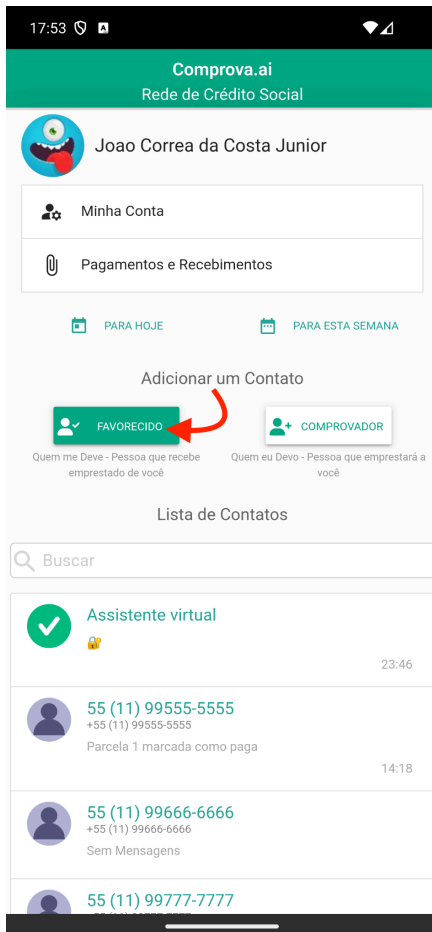 17:53
Comprova.ai
Rede de Crédito Social
Joao Correa da Costa Junior
Minha Conta
Pagamentos e Recebimentos
PARA HOJE
PARA ESTA SEMANA
Adicionar um Contato
FAVORECIDO
COMPROVADOR
Quem me Deve - Pessoa que recebe
emprestado de você
Quem eu Devo - Pessoa que emprestará a
você
Lista de Contatos
Buscar
Assistente virtual
23:46
55 (11) 99555-5555
+55 (11) 99555-5555
Parcela 1 marcada como paga
14:18
55 (11) 99666-6666
+55 (11) 99666-6666
Sem Mensagens
55 (11) 99777-7777